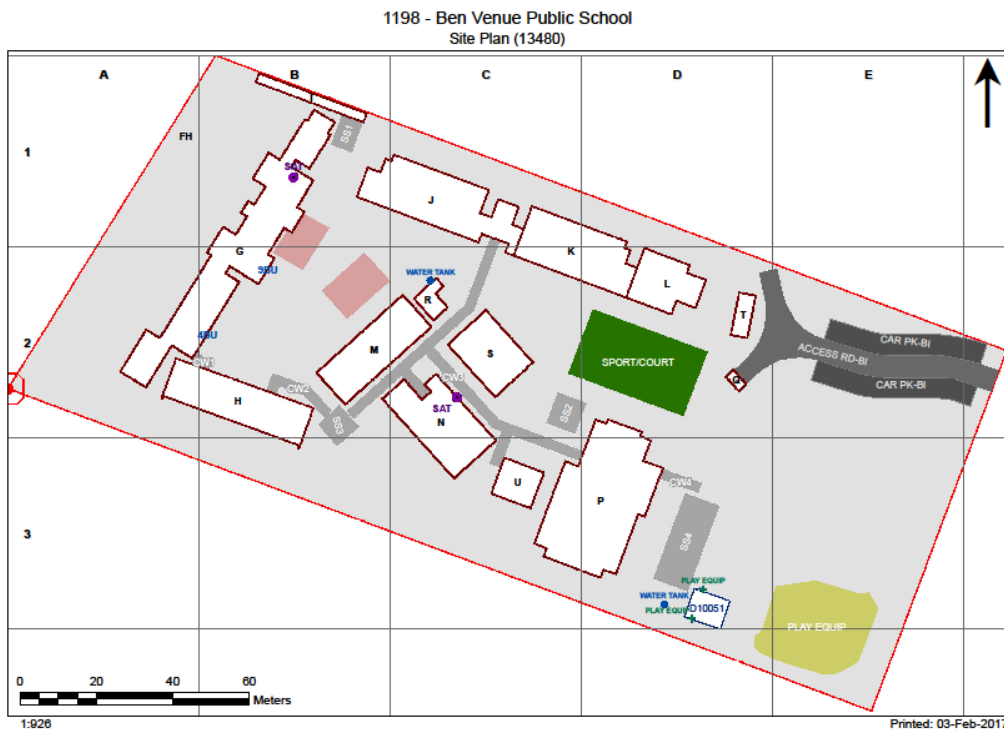 1198 - Ben Venue Public School
Site Plan (13480)
A
B
C
D
E
I
FH
SS1
1
SAT
J
G
K
9BU
WATER TANK
L
R
T
4BU
2
M
S
SPORT/COURT
CAR PK-BI
ACCESS RD-BI
CAR PK-BI
CW1
CW2
CW3
Q
H
SAT
SS2
SS3
N
U
P
CW4
3
SS4
PLAY EQUIP
WATER TANK
PLAY EQUIP
D10051
PLAY EQUIP
0 20 40 60
Meters
1:926
Printed: 03-Feb-2017